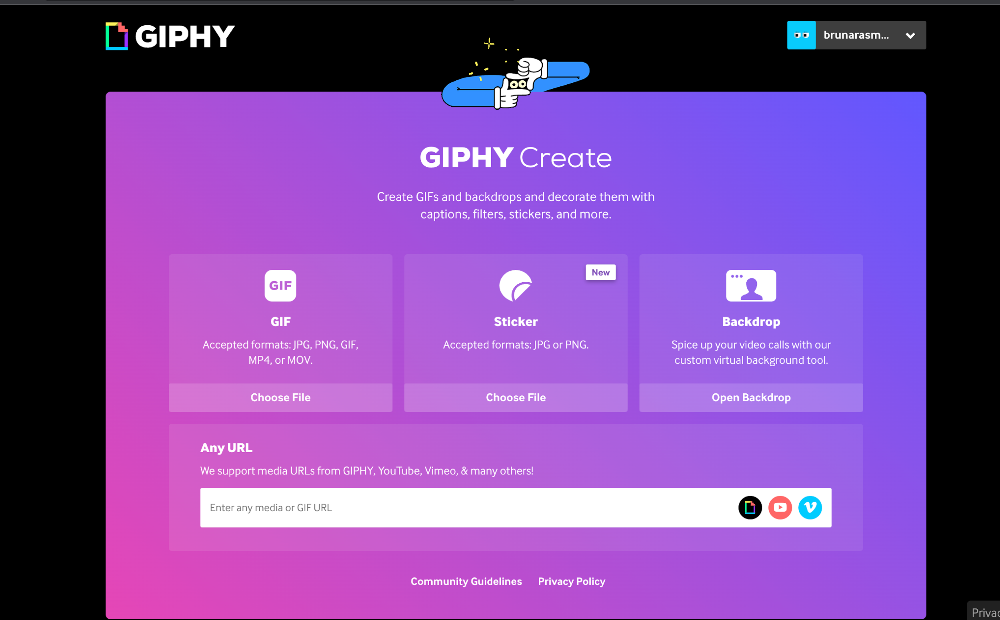 GIPHY
brunarasm...
GIPHY Create
Create GIFs and backdrops and decorate them with
captions, filters, stickers, and more.
GIF
GIF
Accepted formats: JPG, PNG, GIF,
MP4, or MOV.
Choose File
New
Sticker
Accepted formats: JPG or PNG.
Choose File
Backdrop
Spice up your video calls with our
custom virtual background tool.
Open Backdrop
Any URL
We support media URLs from GIPHY, YouTube, Vimeo, & many others!
Enter any media or GIF URL
Community Guidelines Privacy Policy